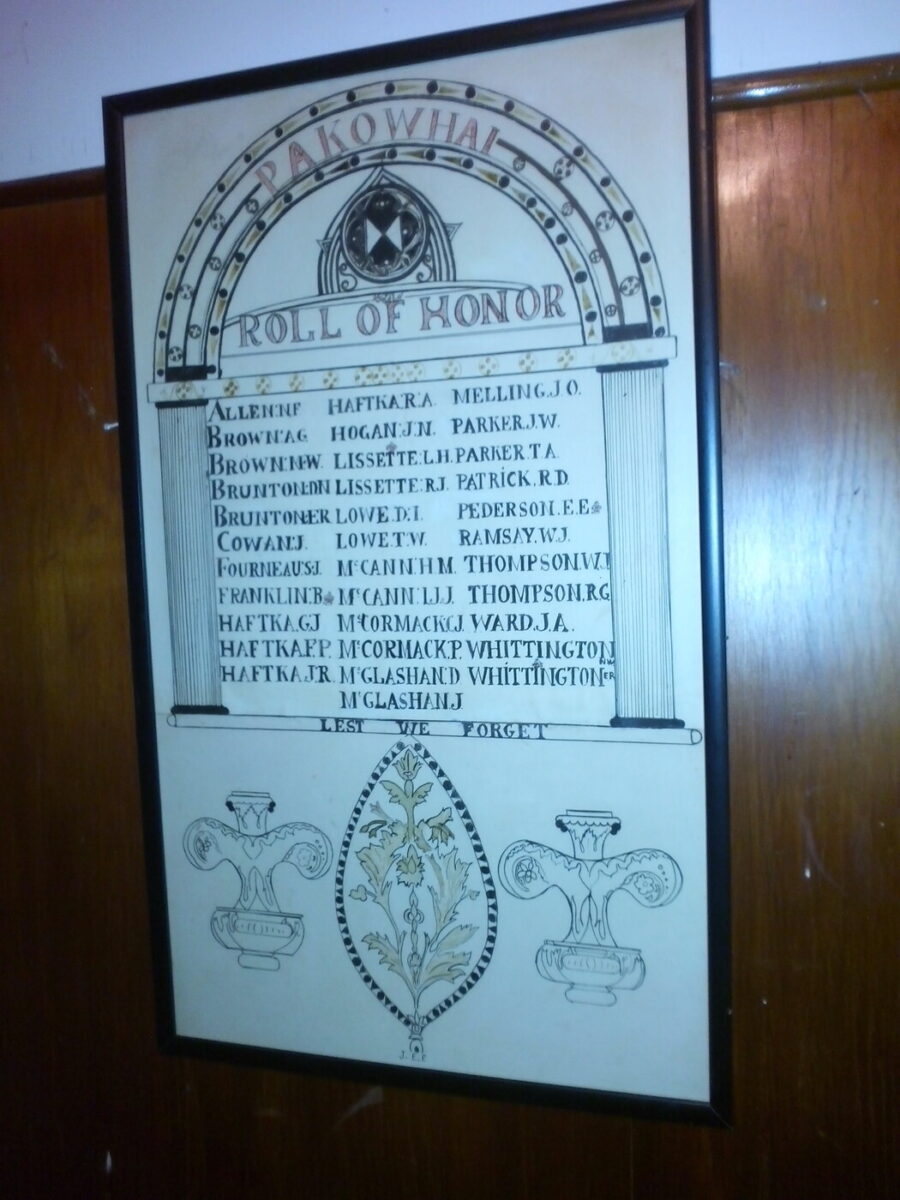 PAKOWHAI
ROLL OF HONOR
ALLEN.N.F HAFTKA.R.A. MELLING.J.O.
BROWN.A.G HOGAN.J.N. PARKER.J.W.
BROWN.N.W. LISSETTE.L.H. PARKER.T.A
BRUNTON.D.N LISSETTE.R.J. PATRICK.R.D.
BRUNTON.E.R LOWE.D.I. PEDERSON.E.E
COWAN.J. LOWE.T.W. RAMSAY.W.J.
FOURNEAU.S.J. McCANN.H.M. THOMPSON.W.J
FRANKLIN.B McCANN.L.J. THOMPSON.R.G
HAFTKA.G.J McCORMACK.C.J. WARD.J.A.
HAFTKA.F.P. McCORMACK.P. WHITTINGTON N.W
HAFTKA.J.R. McGLASHAN.D WHITTINGTON E.R
McGLASHAN.J.
LEST WE FORGET